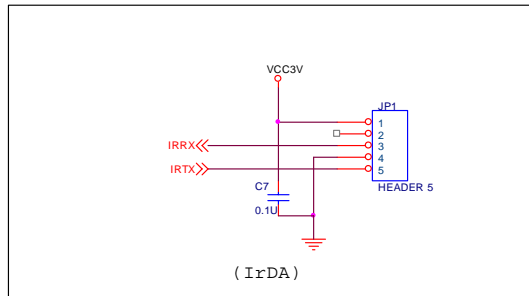 VCC3V
JP1
1
2
IRRX
3
4
IRTX
5
C7
HEADER 5
0.1U
(IrDA)